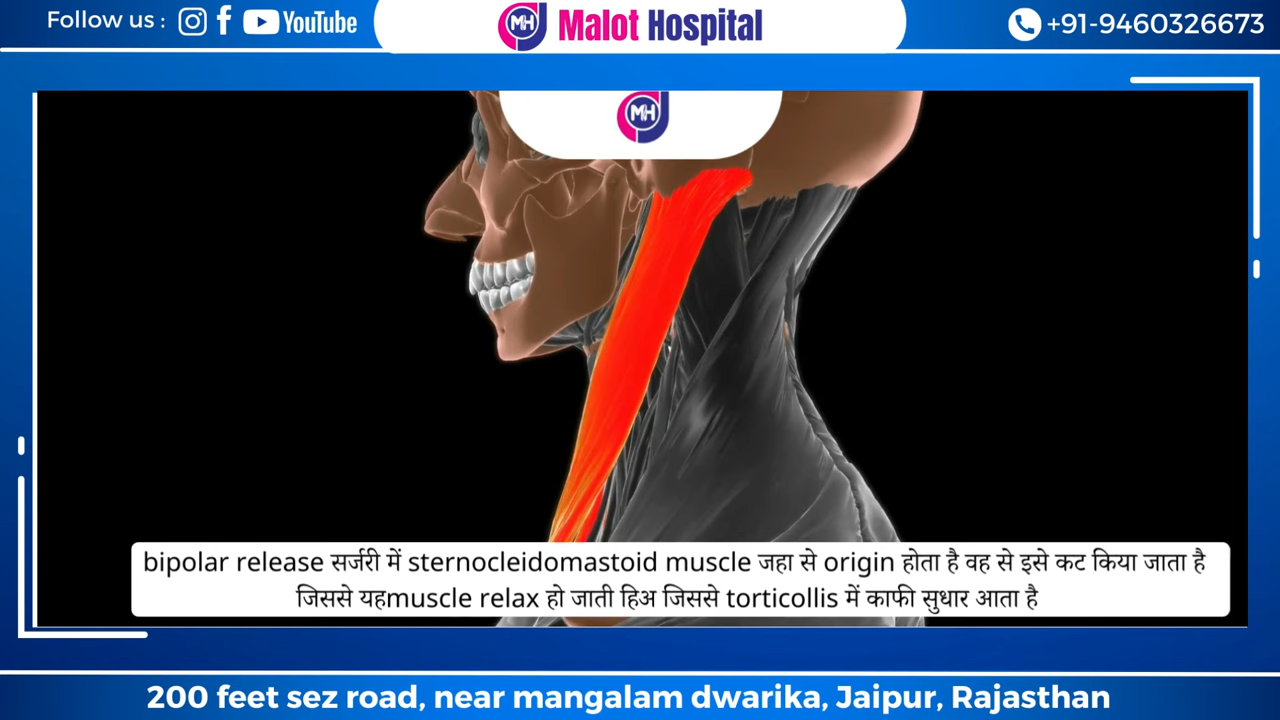 Follow us :
YouTube
MH
Malot Hospital
+91-9460326673
MH
bipolar release सर्जरी में sternocleidomastoid muscle जहा से origin होता है वह से इसे कट किया जाता है
जिससे यहmuscle relax हो जाती हिअ जिससे torticollis में काफी सुधार आता है
200 feet sez road, near mangalam dwarika, Jaipur, Rajasthan